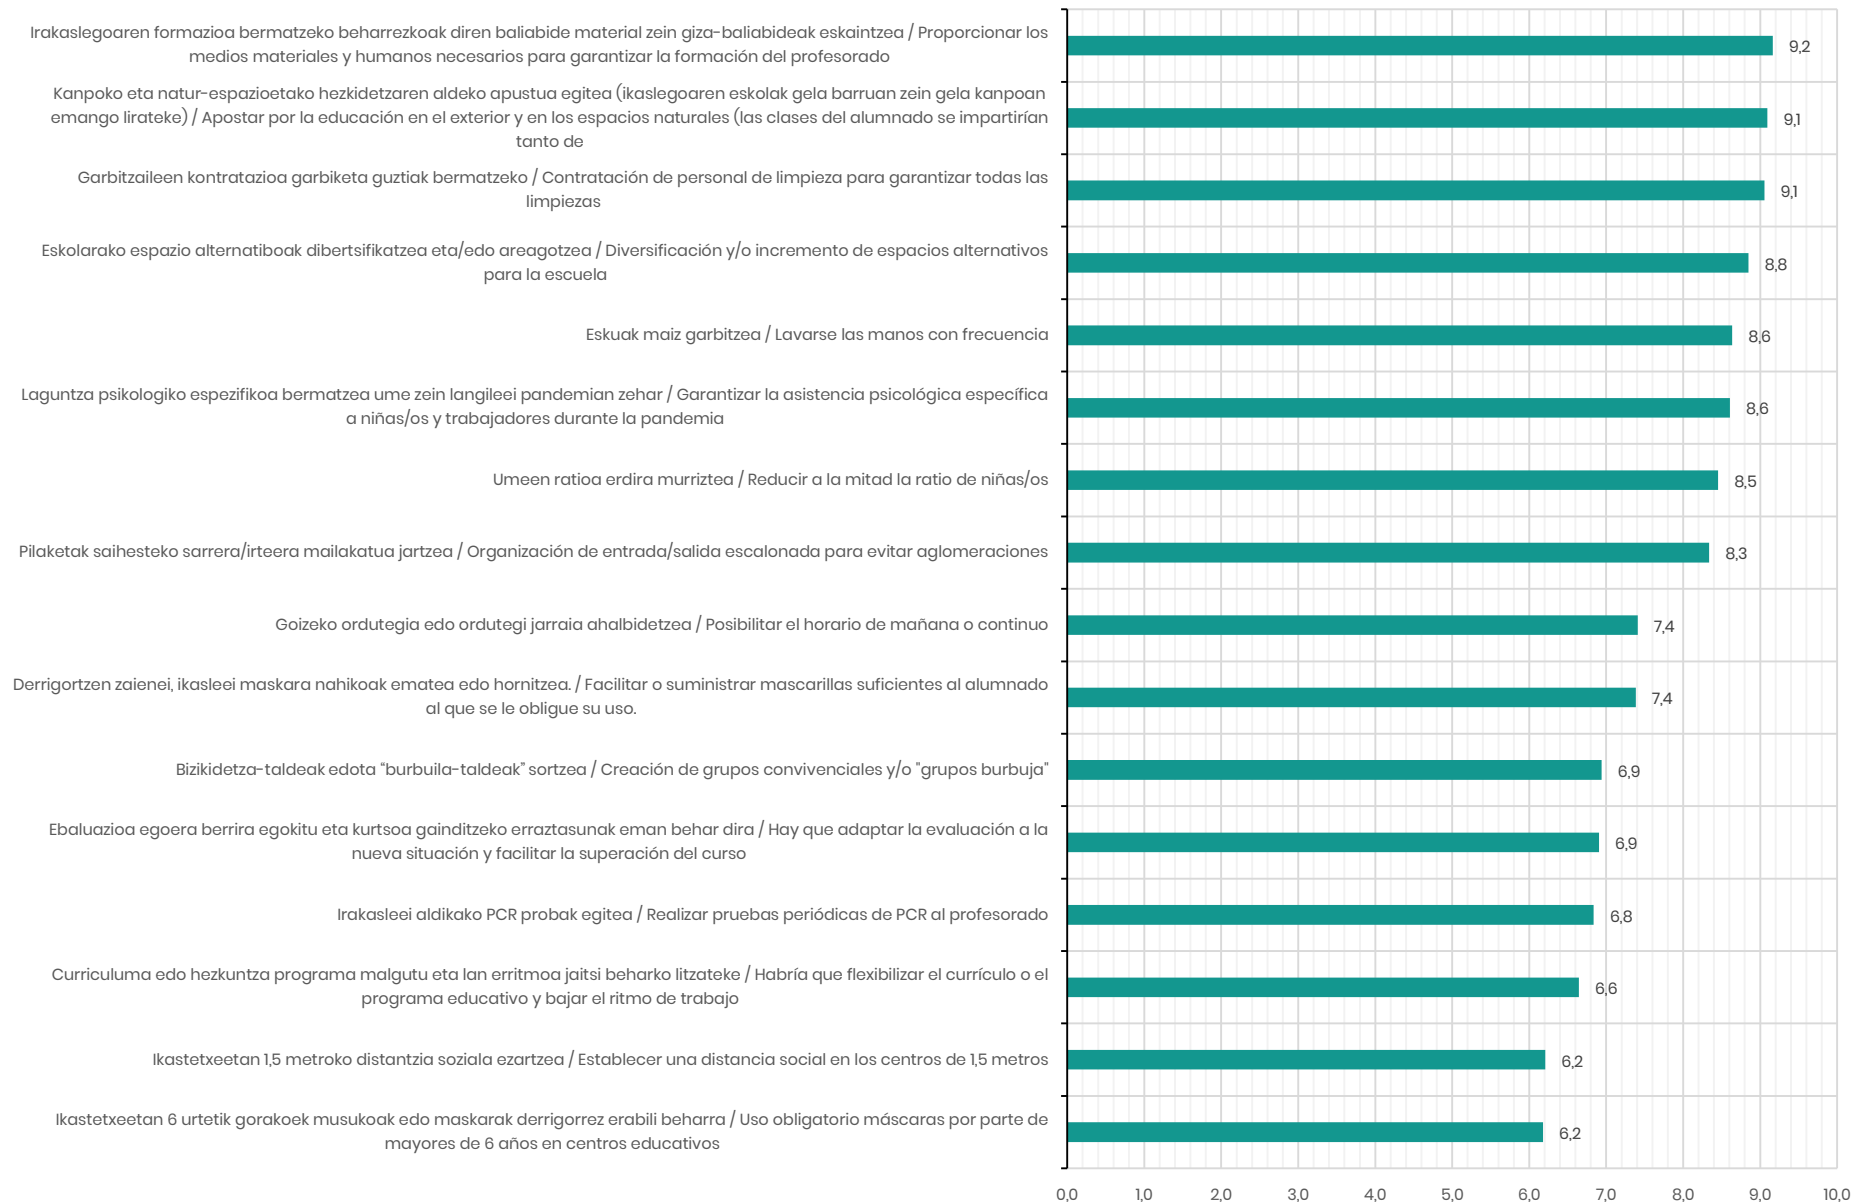 Irakaslegoaren formazioa bermatzeko beharrezkoak diren baliabide material zein giza-baliabideak eskaintzea / Proporcionar los
medios materiales y humanos necesarios para garantizar la formación del profesorado
9,2
Kanpoko eta natur-espazioetako hezkidetzaren aldeko apustua egitea (ikaslegoaren eskolak gela barruan zein gela kanpoan
emango lirateke) / Apostar por la educación en el exterior y en los espacios naturales (las clases del alumnado se impartirían
tanto de
9,1
Garbitzaileen kontratazioa garbiketa guztiak bermatzeko / Contratación de personal de limpieza para garantizar todas las
limpiezas
9,1
Eskolarako espazio alternatiboak dibertsifikatzea eta/edo areagotzea / Diversificación y/o incremento de espacios alternativos
para la escuela
8,8
Eskuak maiz garbitzea / Lavarse las manos con frecuencia
8,6
Laguntza psikologiko espezifikoa bermatzea ume zein langileei pandemian zehar / Garantizar la asistencia psicológica específica
a niñas/os y trabajadores durante la pandemia
8,6
Umeen ratioa erdira murriztea / Reducir a la mitad la ratio de niñas/os
8,5
Pilaketak saihesteko sarrera/irteera mailakatua jartzea / Organización de entrada/salida escalonada para evitar aglomeraciones
8,3
Goizeko ordutegia edo ordutegi jarraia ahalbidetzea / Posibilitar el horario de mañana o continuo
7,4
Derrigortzen zaienei, ikasleei maskara nahikoak ematea edo hornitzea. / Facilitar o suministrar mascarillas suficientes al alumnado
al que se le obligue su uso.
7,4
Bizikidetza-taldeak edota “burbuila-taldeak” sortzea / Creación de grupos convivenciales y/o "grupos burbuja"
6,9
Ebaluazioa egoera berrira egokitu eta kurtsoa gainditzeko erraztasunak eman behar dira / Hay que adaptar la evaluación a la
nueva situación y facilitar la superación del curso
6,9
Irakasleei aldikako PCR probak egitea / Realizar pruebas periódicas de PCR al profesorado
6,8
Curriculuma edo hezkuntza programa malgutu eta lan erritmoa jaitsi beharko litzateke / Habría que flexibilizar el currículo o el
programa educativo y bajar el ritmo de trabajo
6,6
Ikastetxeetan 1,5 metroko distantzia soziala ezartzea / Establecer una distancia social en los centros de 1,5 metros
6,2
Ikastetxeetan 6 urtetik gorakoek musukoak edo maskarak derrigorrez erabili beharra / Uso obligatorio máscaras por parte de
mayores de 6 años en centros educativos
6,2
0,0 1,0 2,0 3,0 4,0 5,0 6,0 7,0 8,0 9,0 10,0